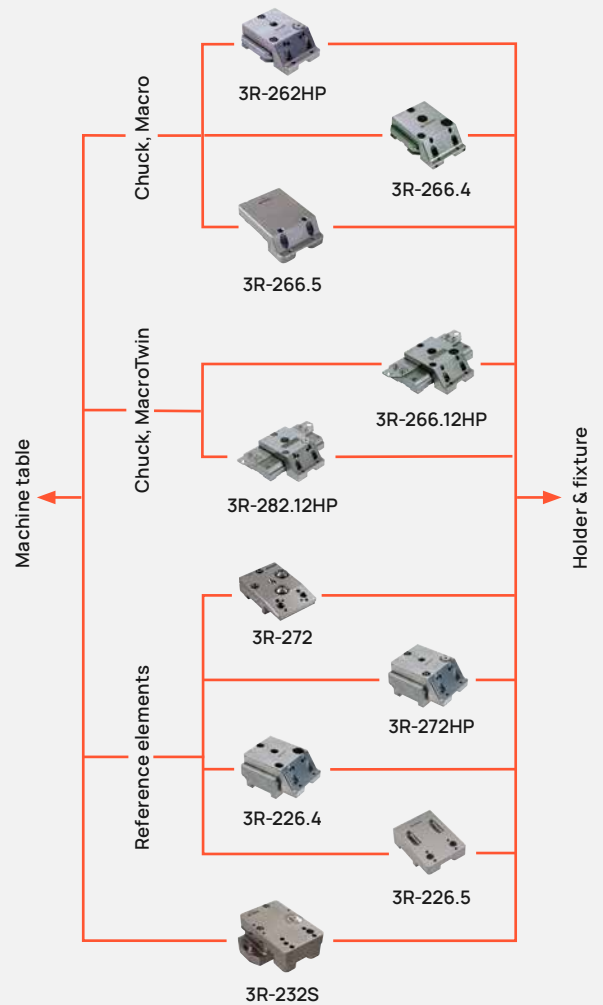 Chuck, Macro
3R-262HP
3R-266.4
3R-266.5
Chuck, MacroTwin
3R-266.12HP
3R-282.12HP
Machine table
Holder & fixture
Reference elements
3R-272
3R-272HP
3R-226.4
3R-226.5
3R-232S